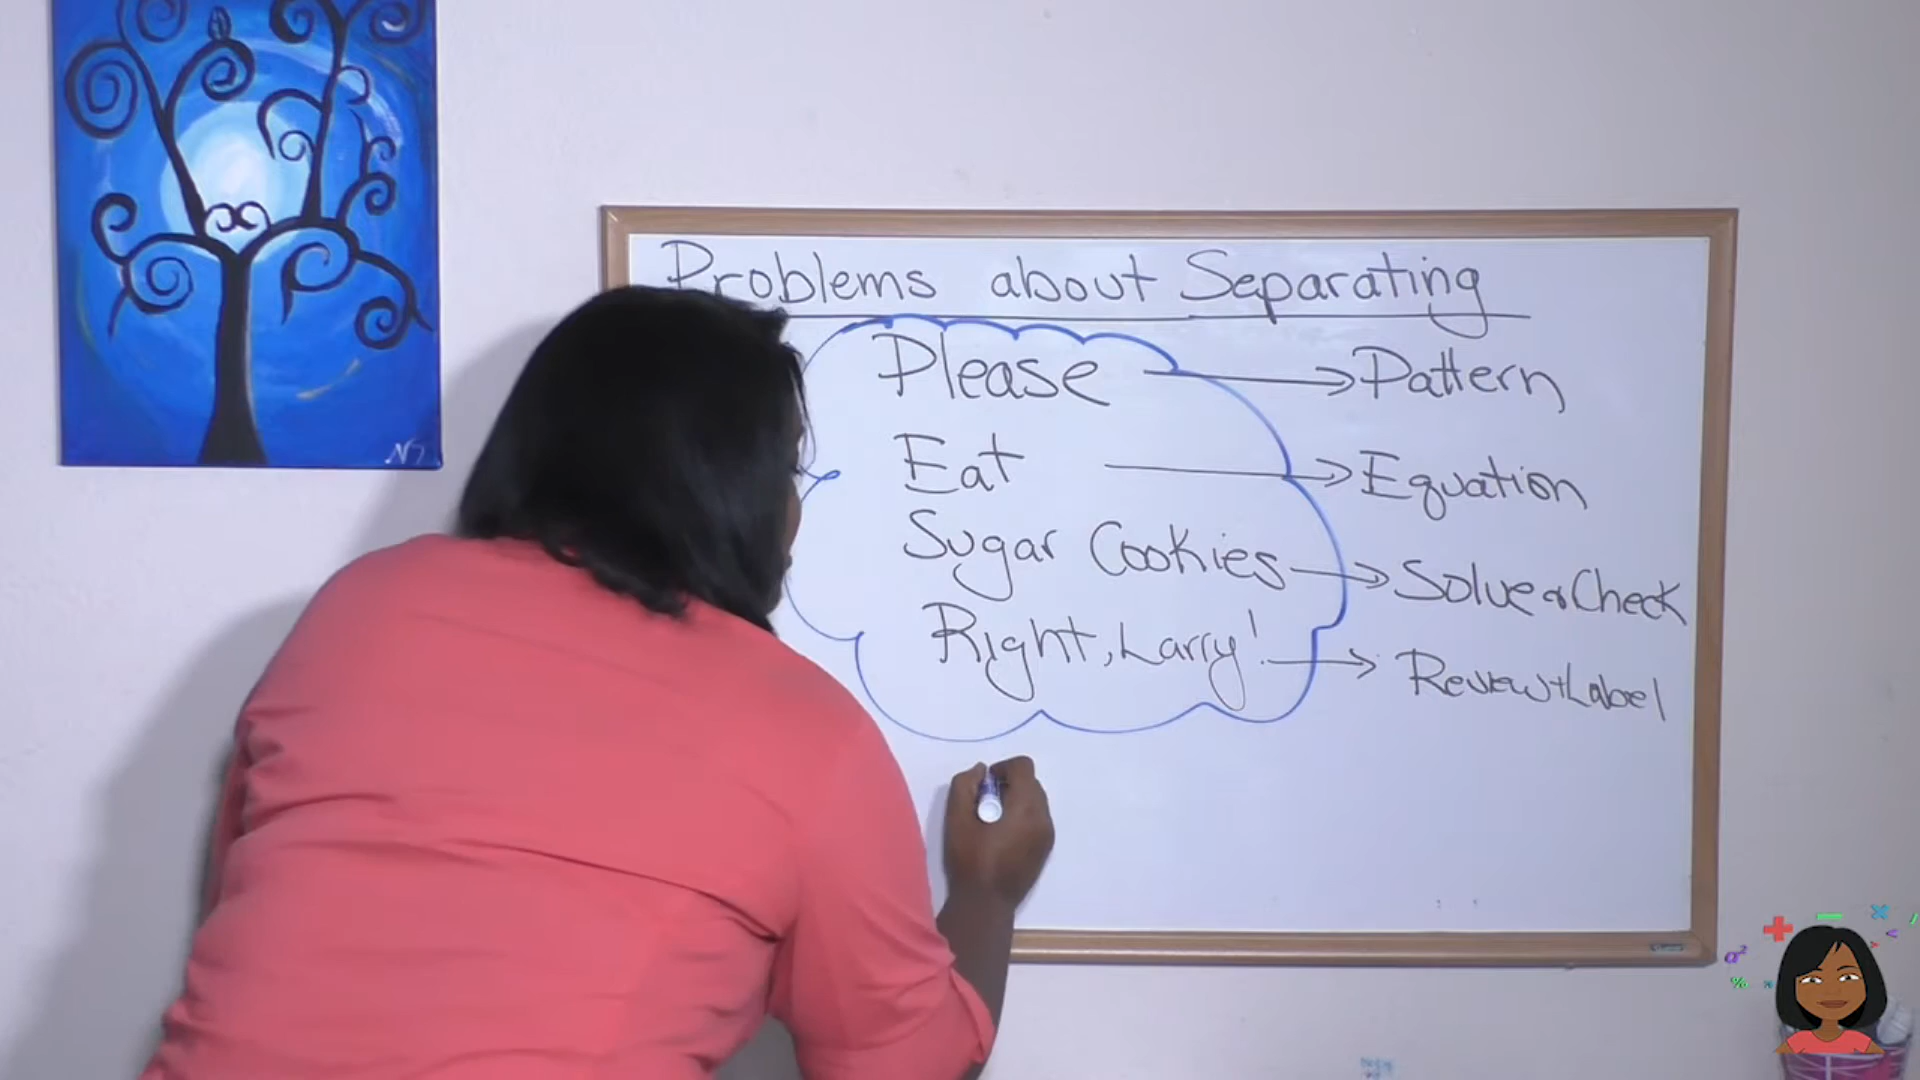 Problems about Separating
Please → Pattern
Eat → Equation
Sugar Cookies → Solve & Check
Right, Larry! → Review + Label